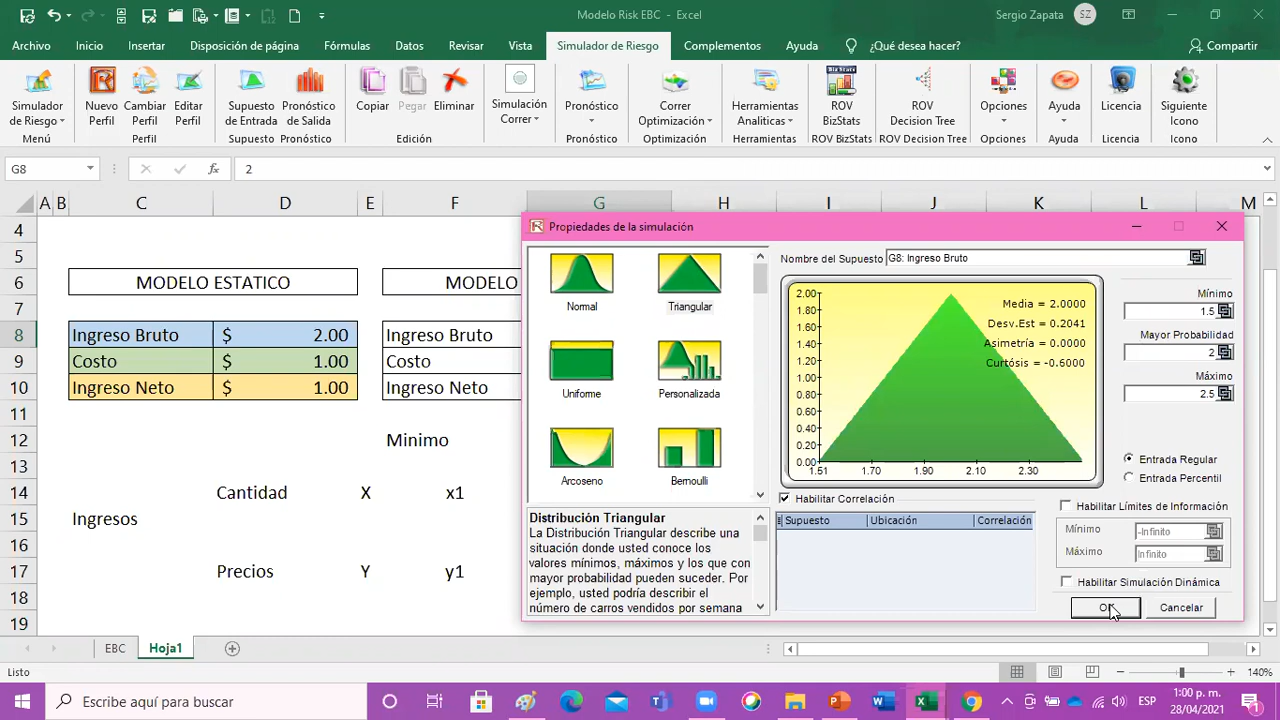 Modelo Risk EBC - Excel
Sergio Zapata
SZ
Archivo Inicio Insertar Disposición de página Fórmulas Datos Revisar Vista Simulador de Riesgo Complementos Ayuda ¿Qué desea hacer? Compartir
Simulador de Riesgo
Nuevo Perfil
Cambiar Perfil
Editar Perfil
Supuesto de Entrada
Pronóstico de Salida
Copiar
Pegar
Eliminar
Simulación Correr
Pronóstico
Correr Optimización
Herramientas Analiticas
ROV BizStats
ROV Decision Tree
Opciones
Ayuda
Licencia
Siguiente Icono
Menú Perfil Supuesto Pronóstico Edición Pronóstico Optimización Herramientas ROV BizStats ROV Decision Tree Opciones Ayuda Licencia Icono
G8 fx 2
A B C D E F G H I J K L M
4
5
6 MODELO ESTATICO MODELO
7
8 Ingreso Bruto $ 2.00 Ingreso Bruto
9 Costo $ 1.00 Costo
10 Ingreso Neto $ 1.00 Ingreso Neto
11
12 Minimo
13
14 Cantidad X x1
15 Ingresos
16
17 Precios Y y1
18
19
Propiedades de la simulación
Normal Triangular
Uniforme Personalizada
Arcoseno Bernoulli
Distribución Triangular
La Distribución Triangular describe una
situación donde usted conoce los
valores mínimos, máximos y los que con
mayor probabilidad pueden suceder. Por
ejemplo, usted podría describir el
número de carros vendidos por semana
Nombre del Supuesto G8: Ingreso Bruto
2.00
1.80
1.60
1.40
1.20
1.00
0.80
0.60
0.40
0.20
0.00
1.51 1.70 1.90 2.10 2.30
Media = 2.0000
Desv.Est = 0.2041
Asimetría = 0.0000
Curtósis = -0.6000
Mínimo
1.5
Mayor Probabilidad
2
Máximo
2.5
Entrada Regular
Entrada Percentil
Habilitar Correlación
Supuesto Ubicación Correlación
Habilitar Límites de Información
Mínimo -Infinito
Máximo Infinito
Habilitar Simulación Dinámica
Cancelar
EBC Hoja1
Listo
140%
Escribe aquí para buscar
ESP
1:00 p. m.
28/04/2021
1